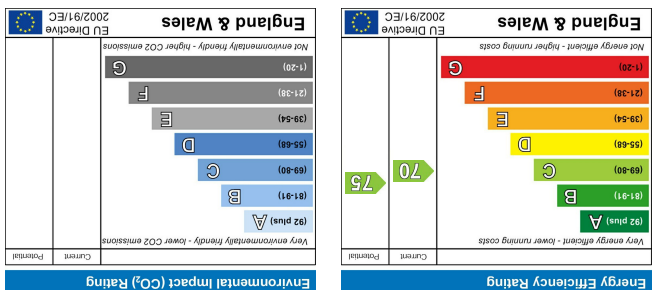 Energy Efficiency Rating
Current
Potential
Very energy efficient - lower running costs
(92 plus) A
(81-91) B
(69-80) C
(55-68) D
(39-54) E
(21-38) F
(1-20) G
70
75
Not energy efficient - higher running costs
England & Wales
EU Directive
2002/91/EC
Environmental Impact (CO₂) Rating
Current
Potential
Very environmentally friendly - lower CO2 emissions
(92 plus) A
(81-91) B
(69-80) C
(55-68) D
(39-54) E
(21-38) F
(1-20) G
Not environmentally friendly - higher CO2 emissions
England & Wales
EU Directive
2002/91/EC